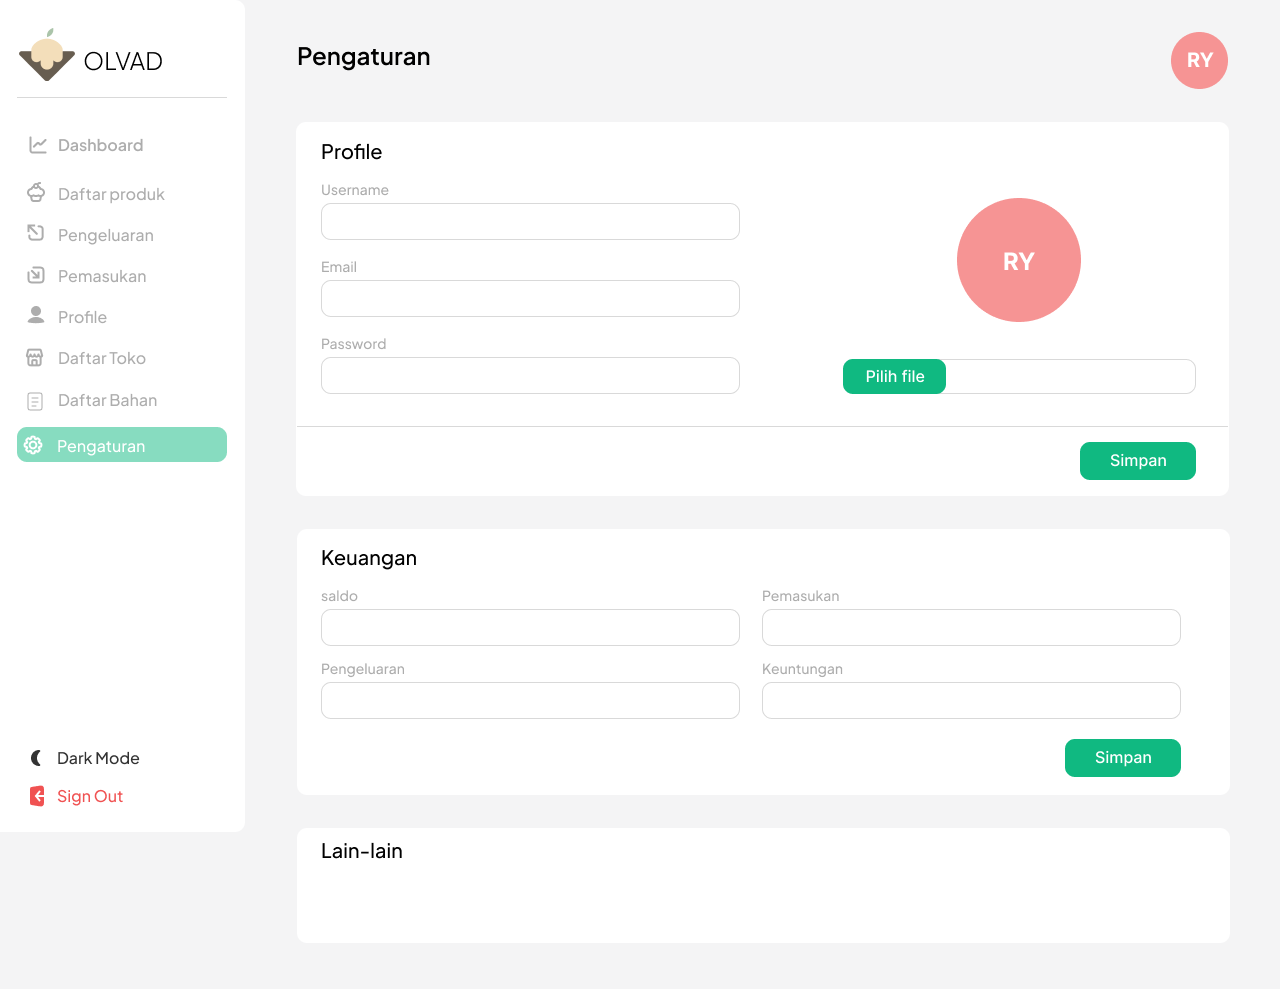 OLVAD
Dashboard
Daftar produk
Pengeluaran
Pemasukan
Profile
Daftar Toko
Daftar Bahan
Pengaturan
Dark Mode
Sign Out
Pengaturan
RY
Profile
Username
Email
Password
RY
Pilih file
Simpan
Keuangan
saldo
Pemasukan
Pengeluaran
Keuntungan
Simpan
Lain-lain